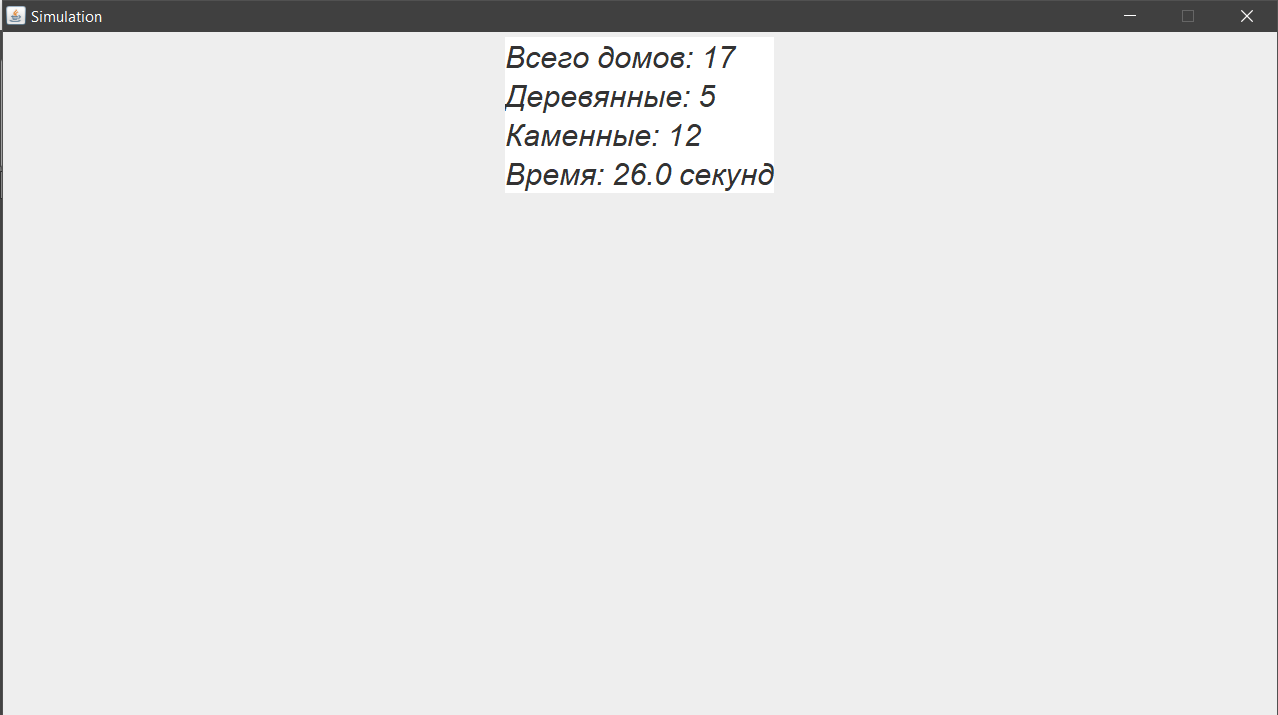 Simulation
Всего домов: 17
Деревянные: 5
Каменные: 12
Время: 26.0 секунд